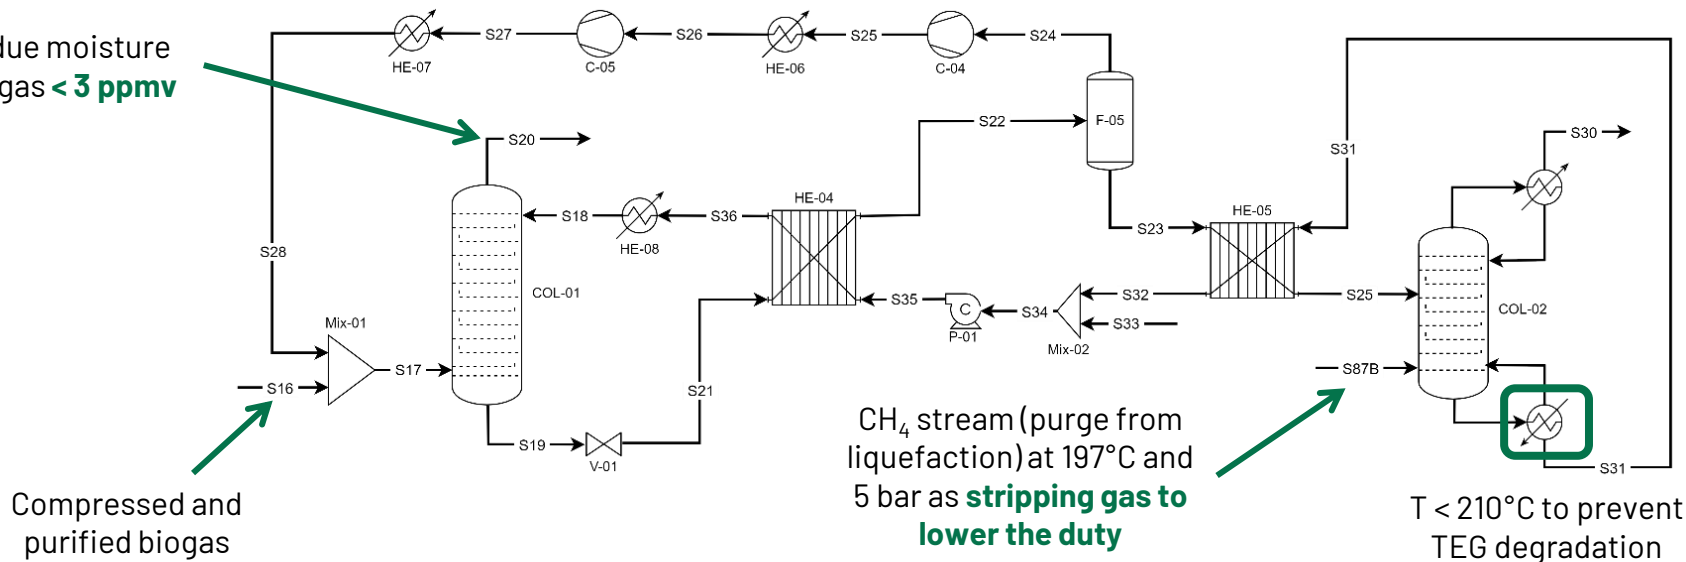 due moisture
gas < 3 ppmv
HE-07
S27
C-05
S26
HE-06
S25
C-04
S24
S20
S22
F-05
S31
S30
HE-04
S18
HE-08
S36
S23
HE-05
S28
COL-01
S35
C
P-01
S34
Mix-02
S32
S33
S25
COL-02
Mix-01
S16
S17
S87B
S21
S19
V-01
S31
Compressed and
purified biogas
CH₄ stream (purge from
liquefaction) at 197°C and
5 bar as stripping gas to
lower the duty
T < 210°C to prevent
TEG degradation